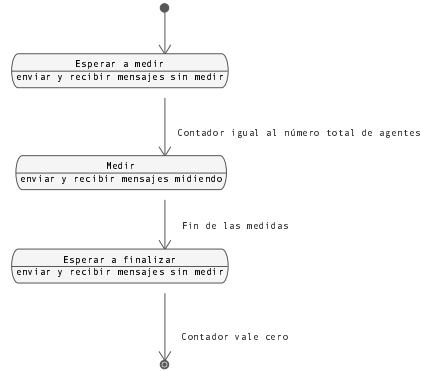 Esperar a medir
enviar y recibir mensajes sin medir
Contador igual al número total de agentes
Medir
enviar y recibir mensajes midiendo
Fin de las medidas
Esperar a finalizar
enviar y recibir mensajes sin medir
Contador vale cero